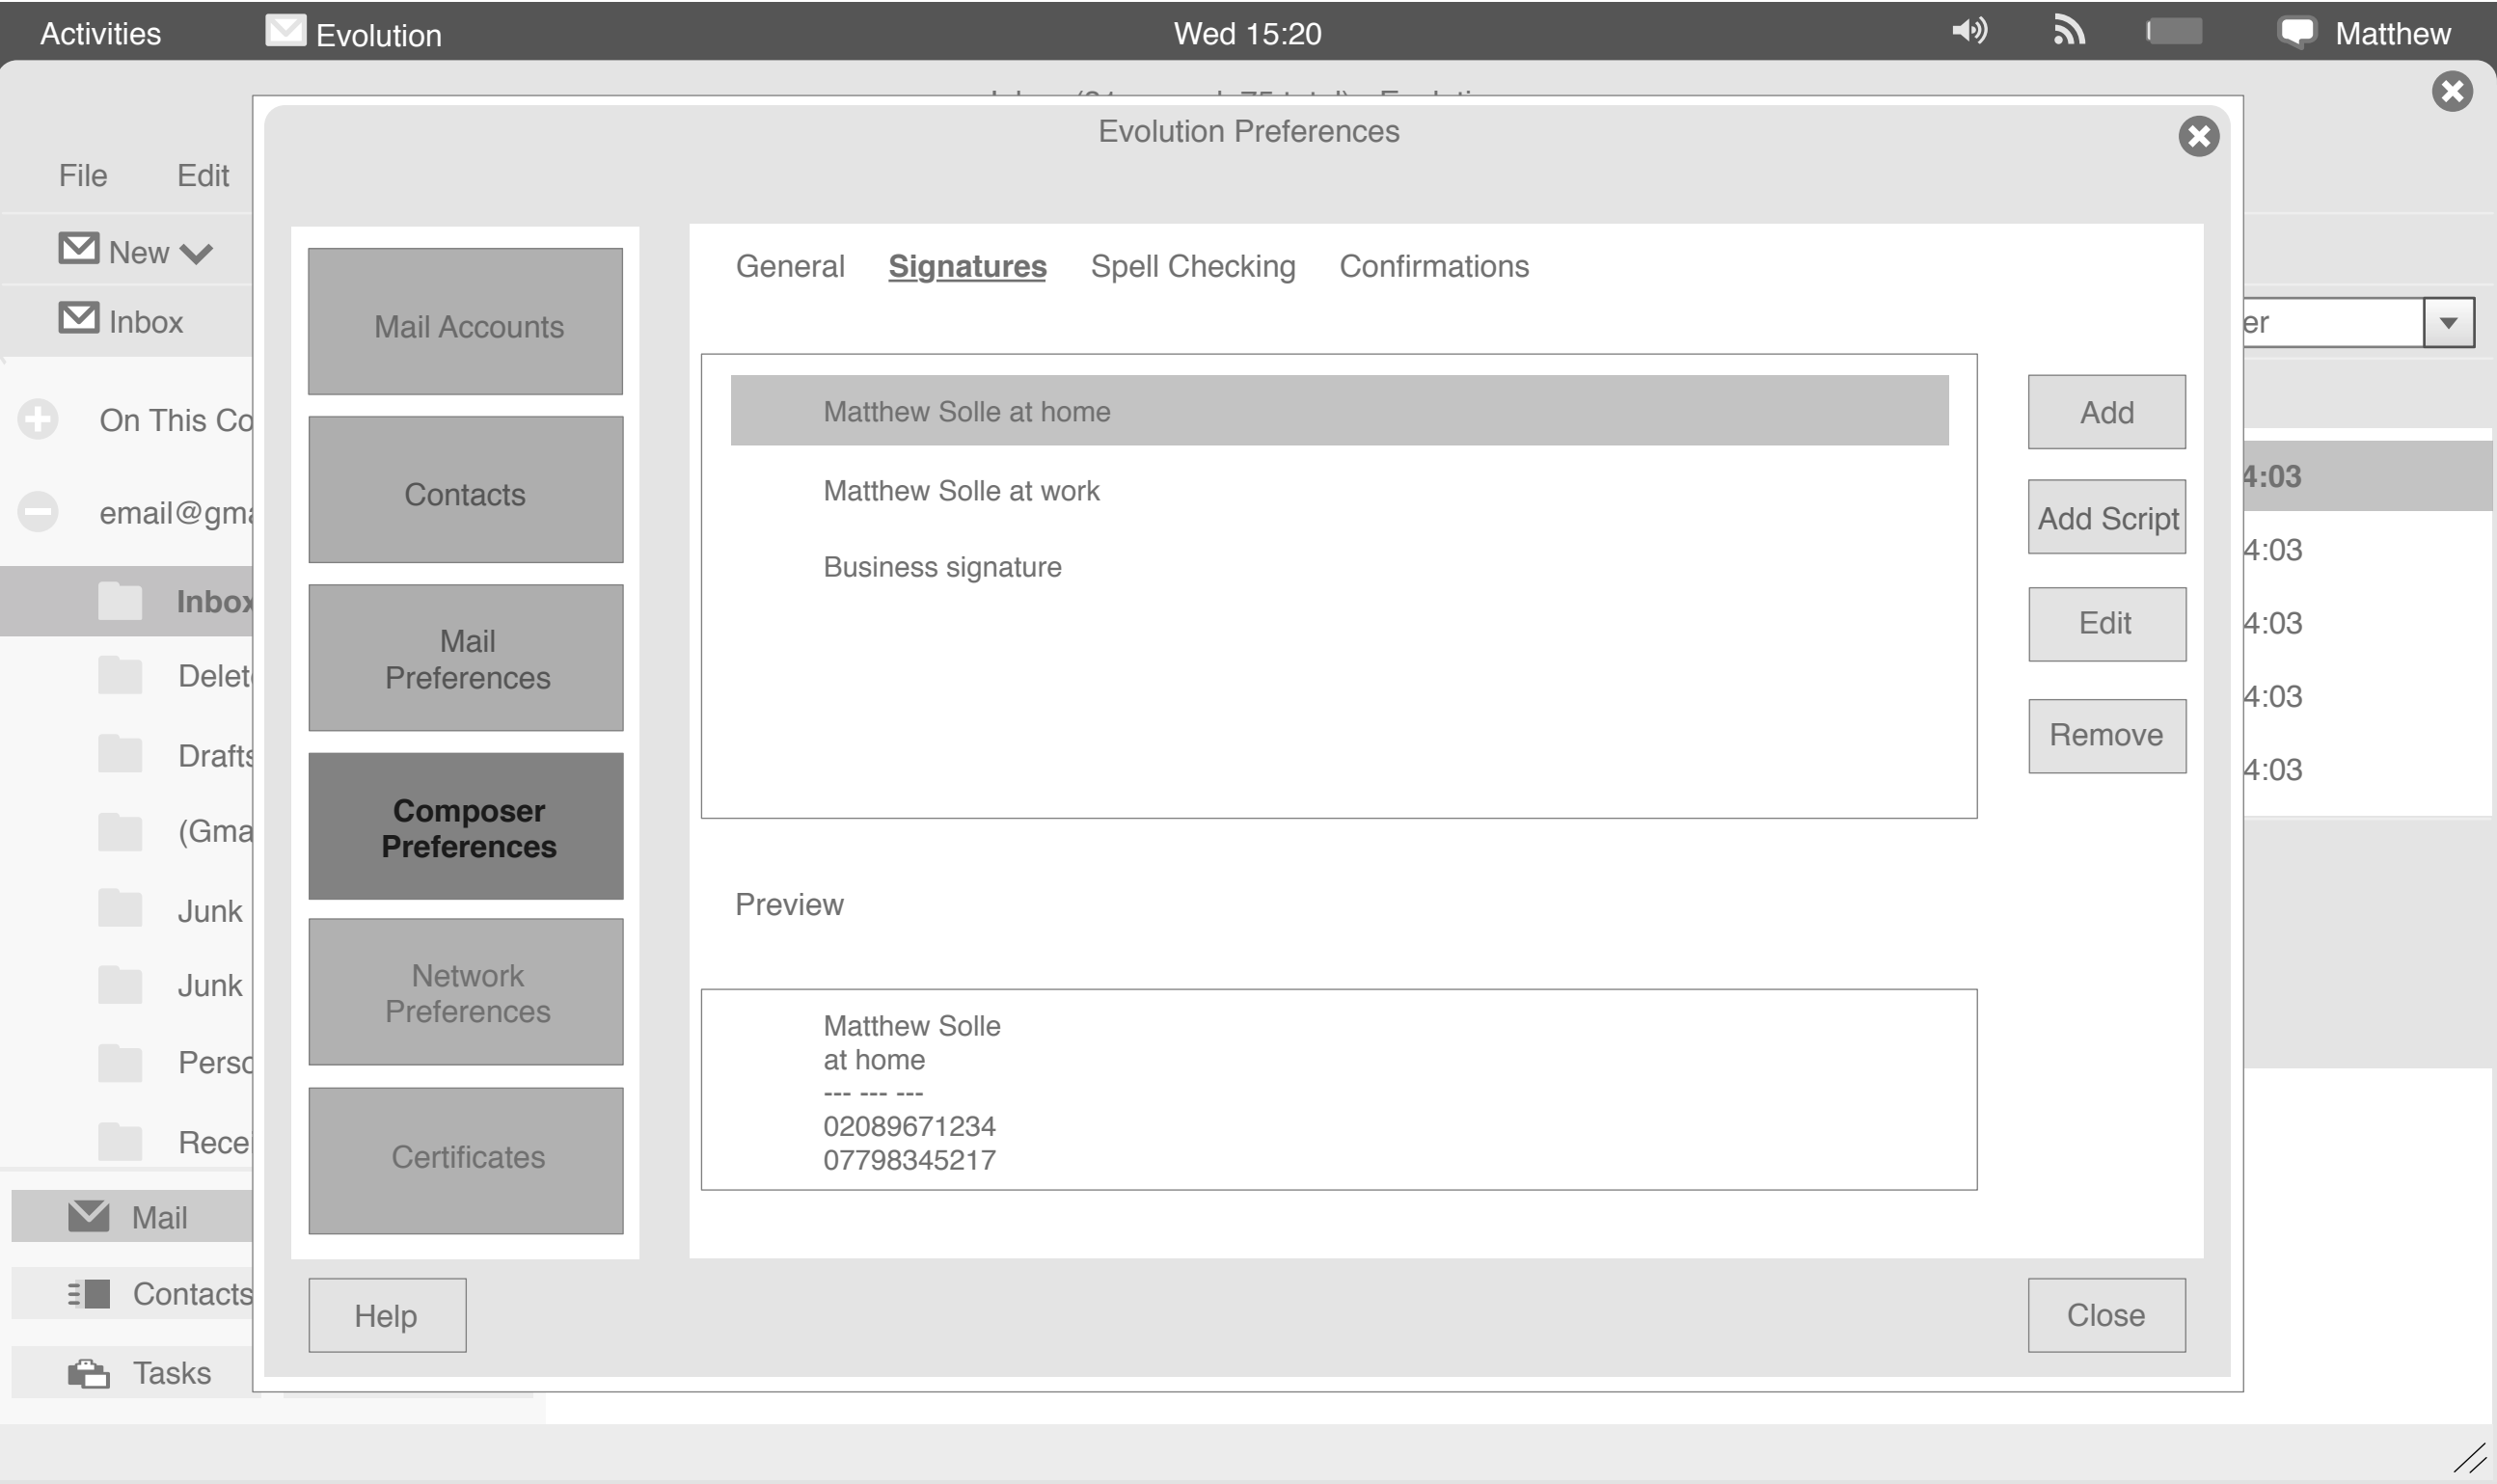 Activities
Evolution
Wed 15:20
Matthew
Evolution Preferences
File
Edit
New
Inbox
er
On This Co
email@gma
Inbox
Delet
Drafts
(Gma
Junk
Junk
Perso
Recei
Mail
Contacts
Tasks
Mail Accounts
Contacts
Mail
Preferences
Composer
Preferences
Network
Preferences
Certificates
General
Signatures
Spell Checking
Confirmations
Matthew Solle at home
Matthew Solle at work
Business signature
Add
Add Script
Edit
Remove
Preview
Matthew Solle
at home
--- --- ---
02089671234
07798345217
4:03
4:03
4:03
4:03
4:03
Help
Close